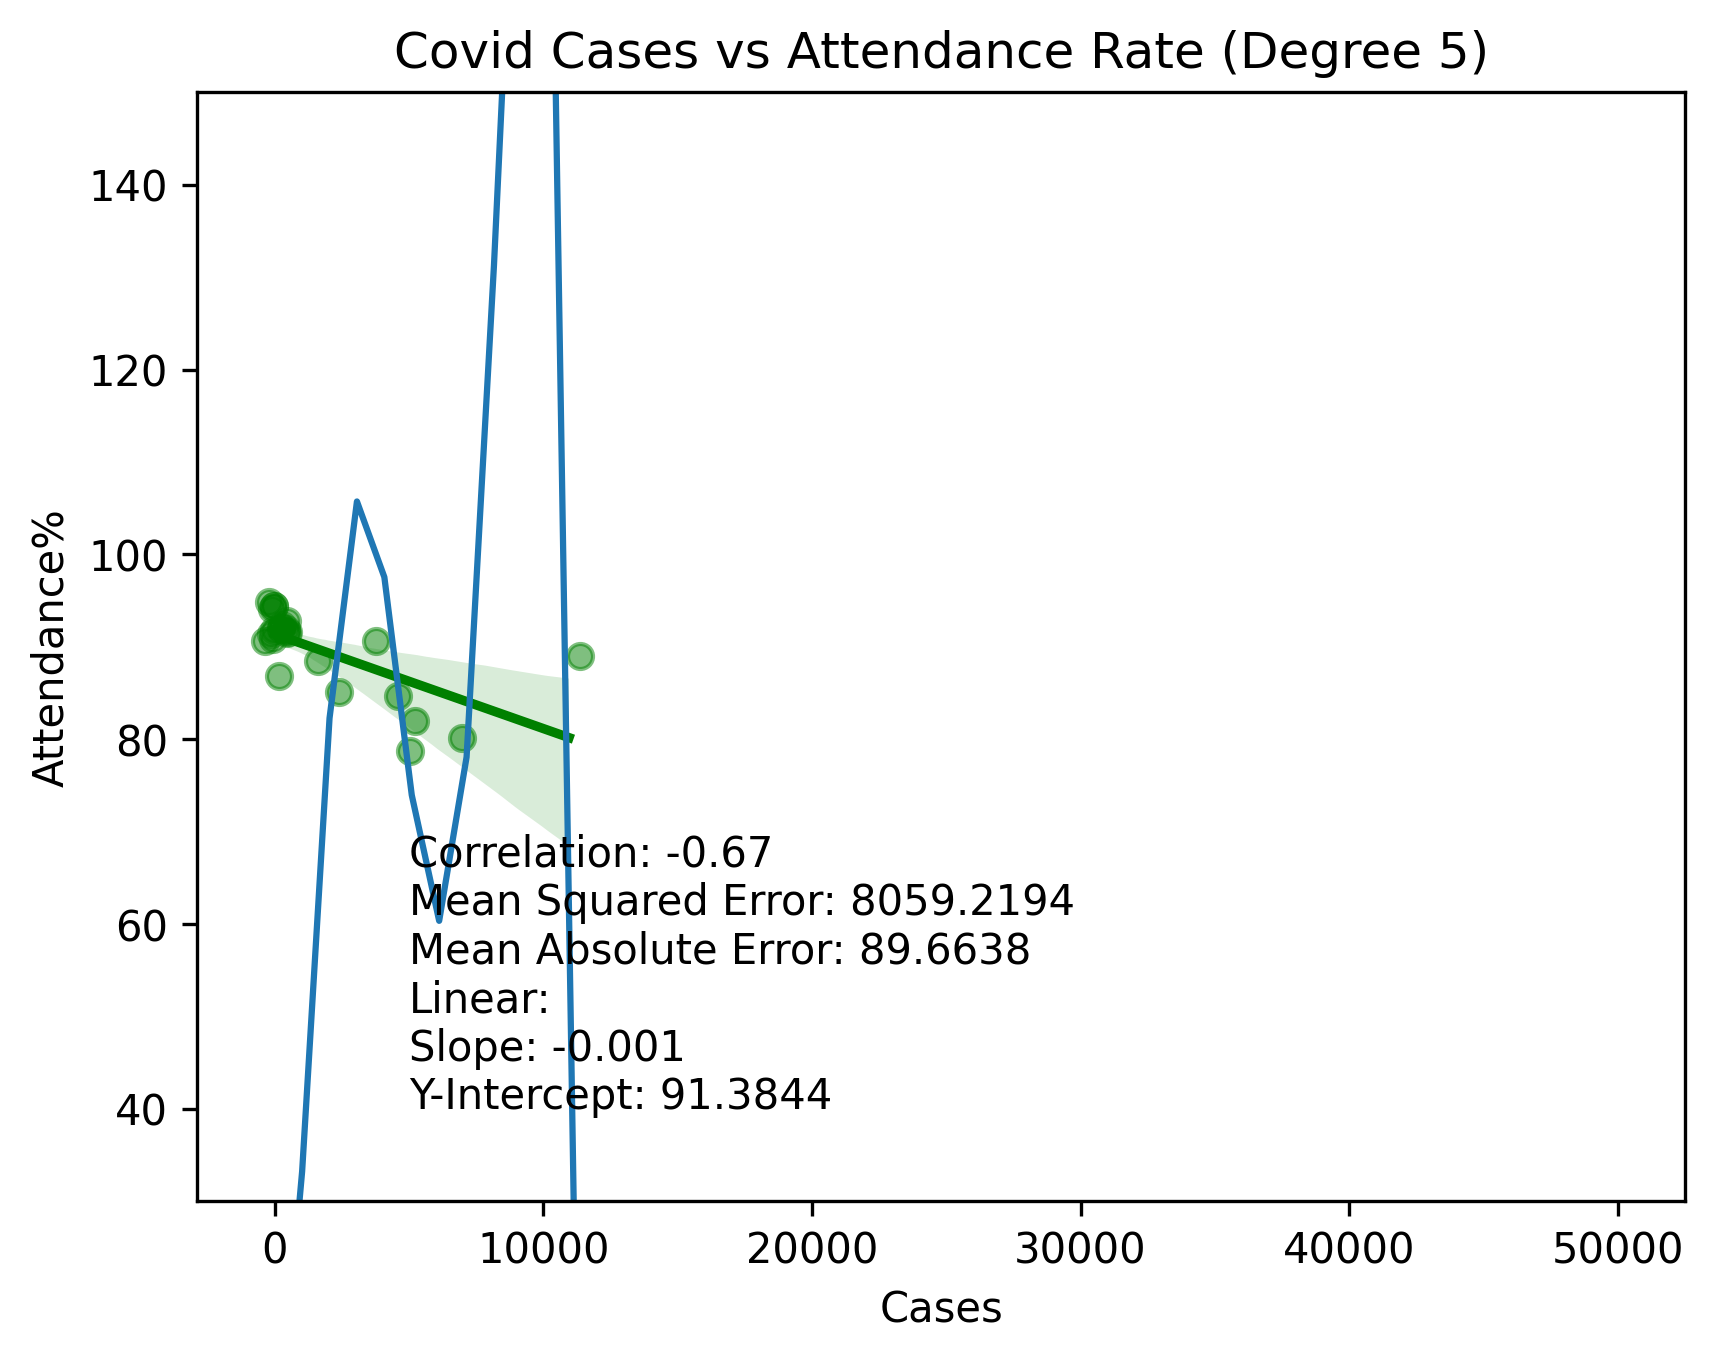 Covid Cases vs Attendance Rate (Degree 5)
140
120
100
80
60
40
Attendance%
Correlation: -0.67
Mean Squared Error: 8059.2194
Mean Absolute Error: 89.6638
Linear:
Slope: -0.001
Y-Intercept: 91.3844
0 10000 20000 30000 40000 50000
Cases